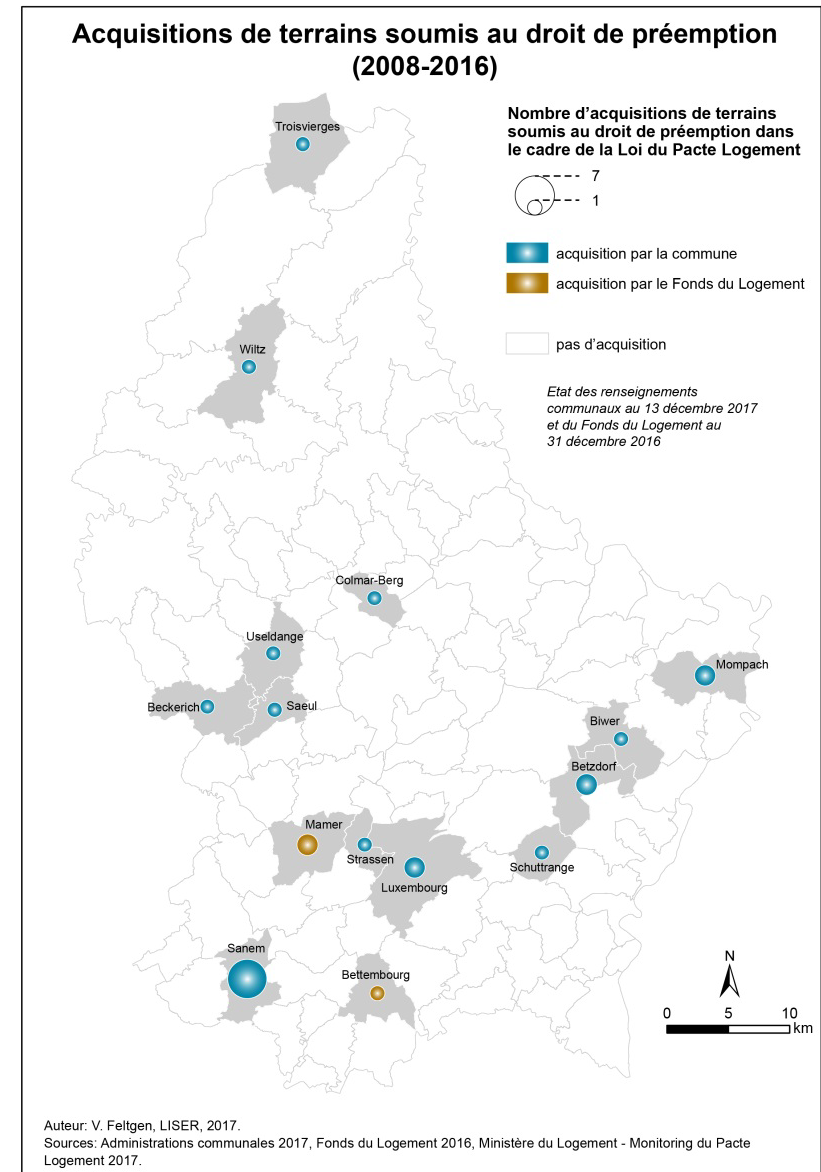 Acquisitions de terrains soumis au droit de préemption
(2008-2016)
Nombre d’acquisitions de terrains
soumis au droit de préemption dans
le cadre de la Loi du Pacte Logement
7
1
acquisition par la commune
acquisition par le Fonds du Logement
pas d’acquisition
Etat des renseignements
communaux au 13 décembre 2017
et du Fonds du Logement au
31 décembre 2016
Troisvierges
Wiltz
Colmar-Berg
Useldange
Mompach
Beckerich
Saeul
Biwer
Betzdorf
Mamer
Strassen
Schuttrange
Luxembourg
Sanem
Bettembourg
N
0 5 10
km
Auteur: V. Feltgen, LISER, 2017.
Sources: Administrations communales 2017, Fonds du Logement 2016, Ministère du Logement - Monitoring du Pacte
Logement 2017.